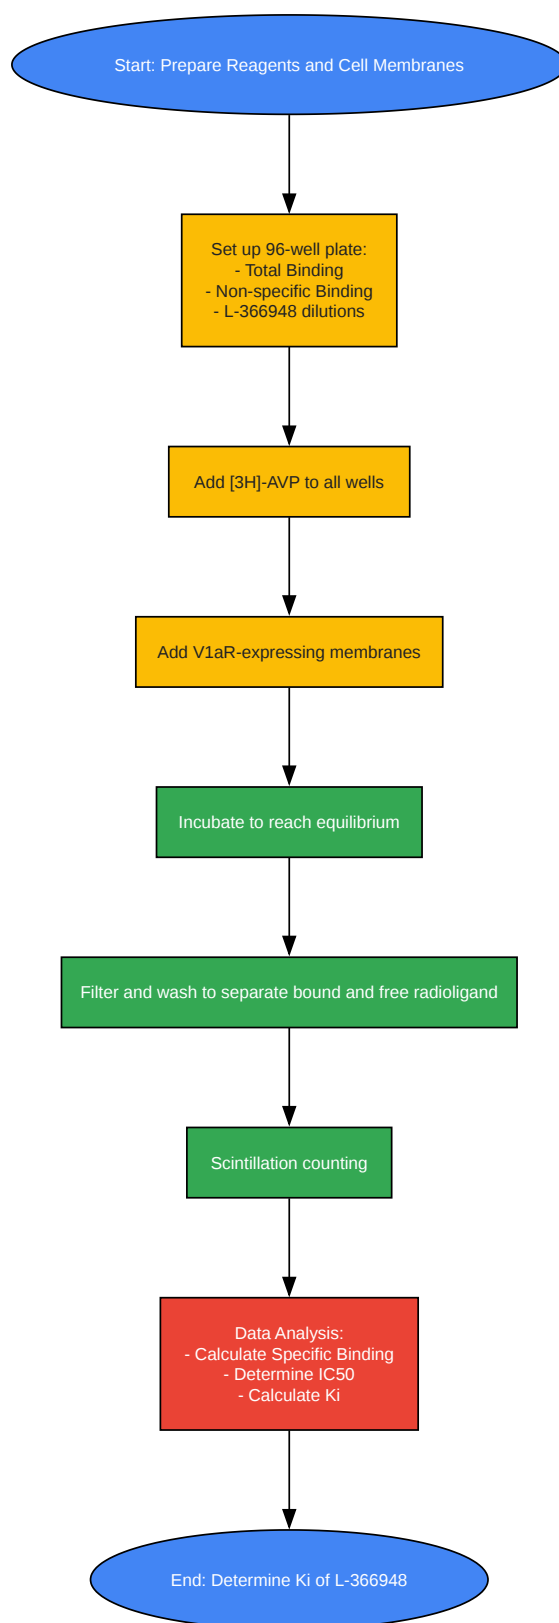 Start: Prepare Reagents and Cell Membranes
Set up 96-well plate:
- Total Binding
- Non-specific Binding
- L-366948 dilutions
Add [3H]-AVP to all wells
Add V1aR-expressing membranes
Incubate to reach equilibrium
Filter and wash to separate bound and free radioligand
Scintillation counting
Data Analysis:
- Calculate Specific Binding
- Determine IC50
- Calculate Ki
End: Determine Ki of L-366948